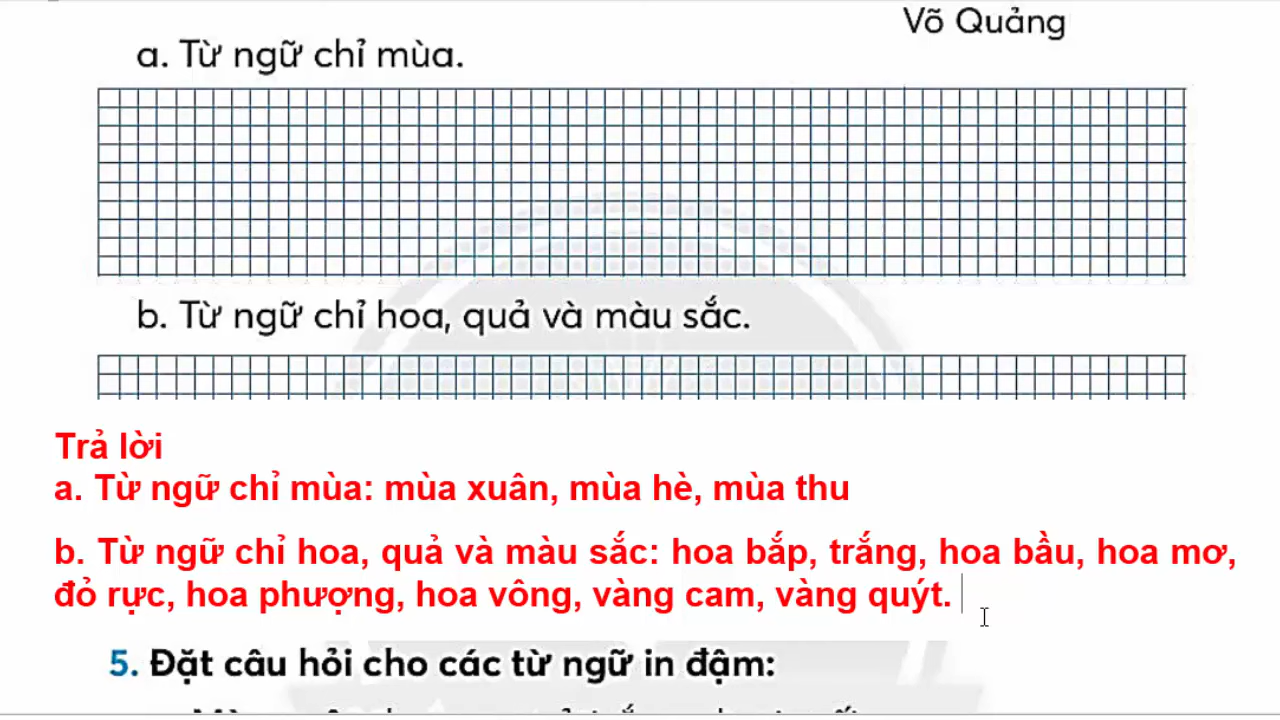 Võ Quảng
a. Từ ngữ chỉ mùa.
b. Từ ngữ chỉ hoa, quả và màu sắc.
Trả lời
a. Từ ngữ chỉ mùa: mùa xuân, mùa hè, mùa thu
b. Từ ngữ chỉ hoa, quả và màu sắc: hoa bắp, trắng, hoa bầu, hoa mơ,
đỏ rực, hoa phượng, hoa vông, vàng cam, vàng quýt.
5. Đặt câu hỏi cho các từ ngữ in đậm: